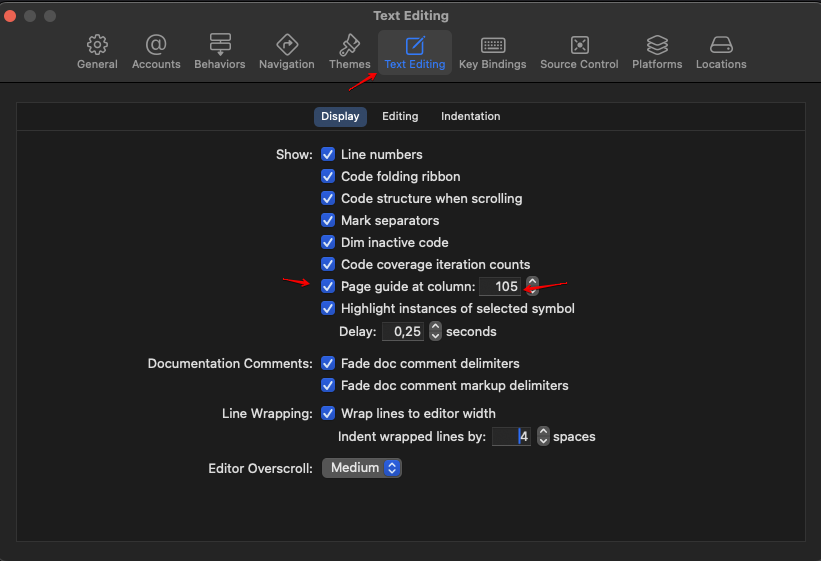 Text Editing
General Accounts Behaviors Navigation Themes Text Editing Key Bindings Source Control Platforms Locations
Display Editing Indentation
Show: Line numbers
Code folding ribbon
Code structure when scrolling
Mark separators
Dim inactive code
Code coverage iteration counts
Page guide at column: 105
Highlight instances of selected symbol
Delay: 0,25 seconds
Documentation Comments: Fade doc comment delimiters
Fade doc comment markup delimiters
Line Wrapping: Wrap lines to editor width
Indent wrapped lines by: 4 spaces
Editor Overscroll: Medium